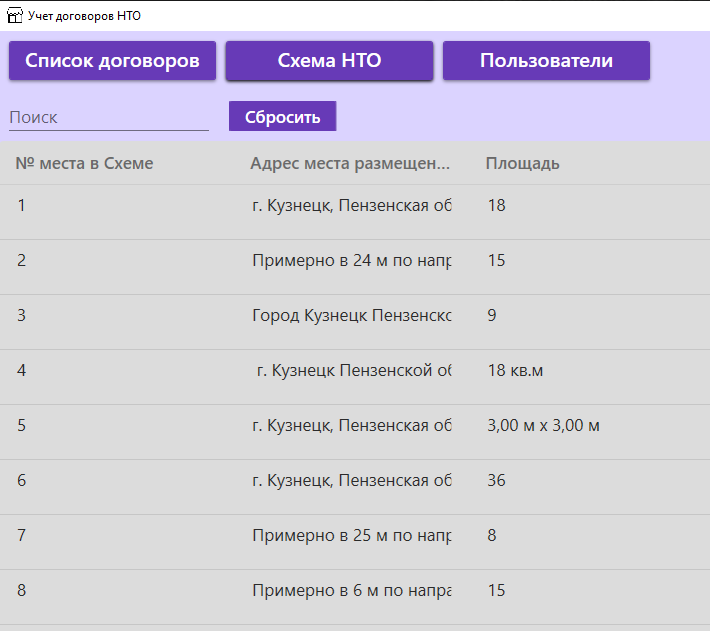 Учет договоров НТО
Список договоров Схема НТО Пользователи
Поиск Сбросить
№ места в Схеме Адрес места размещен... Площадь
1 г. Кузнецк, Пензенская об 18
2 Примерно в 24 м по напр 15
3 Город Кузнецк Пензенско 9
4 г. Кузнецк Пензенской об 18 кв.м
5 г. Кузнецк, Пензенская об 3,00 м х 3,00 м
6 г. Кузнецк, Пензенская об 36
7 Примерно в 25 м по напр 8
8 Примерно в 6 м по напра 15